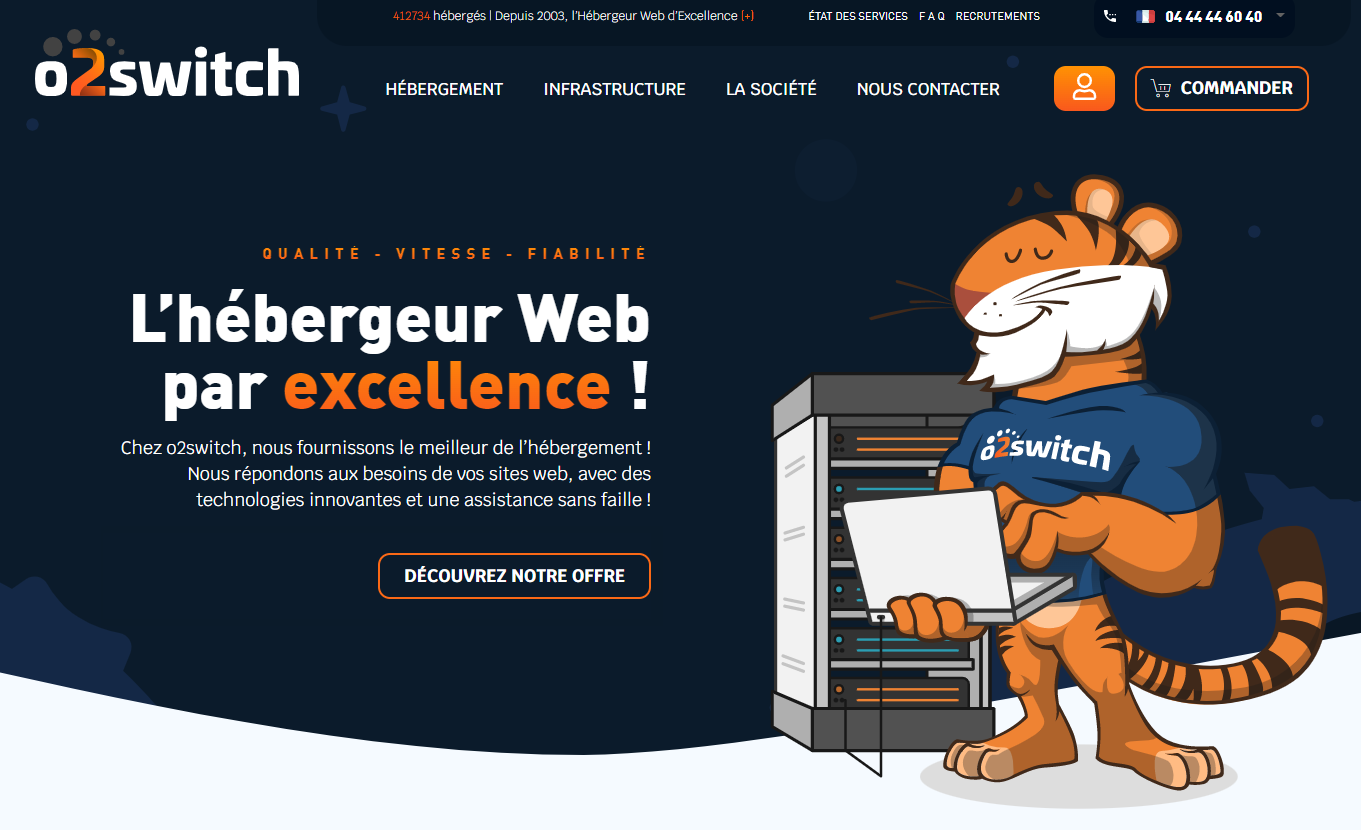 412734 hébergés | Depuis 2003, l'Hébergeur Web d'Excellence (+)
ÉTAT DES SERVICES F A Q RECRUTEMENTS
04 44 44 60 40
o2switch
HÉBERGEMENT INFRASTRUCTURE LA SOCIÉTÉ NOUS CONTACTER
COMMANDER
QUALITÉ - VITESSE - FIABILITÉ
L'hébergeur Web
par excellence !
Chez o2switch, nous fournissons le meilleur de l'hébergement !
Nous répondons aux besoins de vos sites web, avec des
technologies innovantes et une assistance sans faille !
DÉCOUVREZ NOTRE OFFRE
o2switch